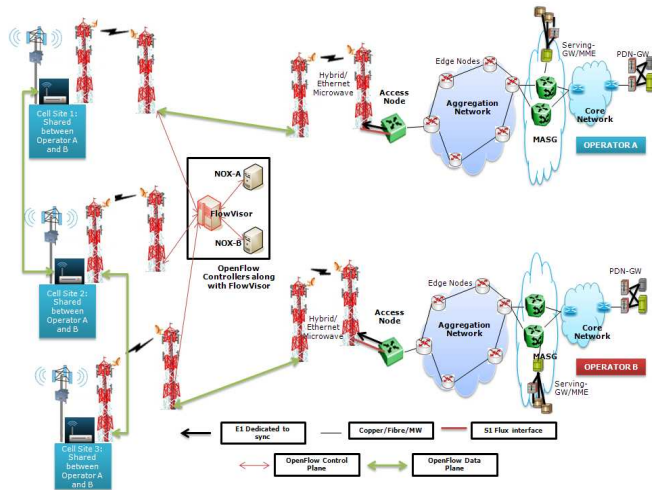 Cell Site 1:
Shared
between
Operator A
and B
Cell Site 2:
Shared
between
Operator A
and B
Cell Site 3:
Shared
between
Operator A
and B
NOX-A
FlowVisor
NOX-B
OpenFlow
Controllers along
with FlowVisor
Hybrid/
Ethernet
Microwave
Access
Node
Edge Nodes
Aggregation
Network
Serving-
GW/MME
MASG
PDN-GW
Core
Network
OPERATOR A
Hybrid/
Ethernet
Microwave
Access
Node
Edge Nodes
Aggregation
Network
MASG
Serving-
GW/MME
PDN-GW
Core
Network
OPERATOR B
E1 Dedicated to
sync
Copper/Fibre/MW
S1 Flux interface
OpenFlow Control
Plane
OpenFlow Data
Plane